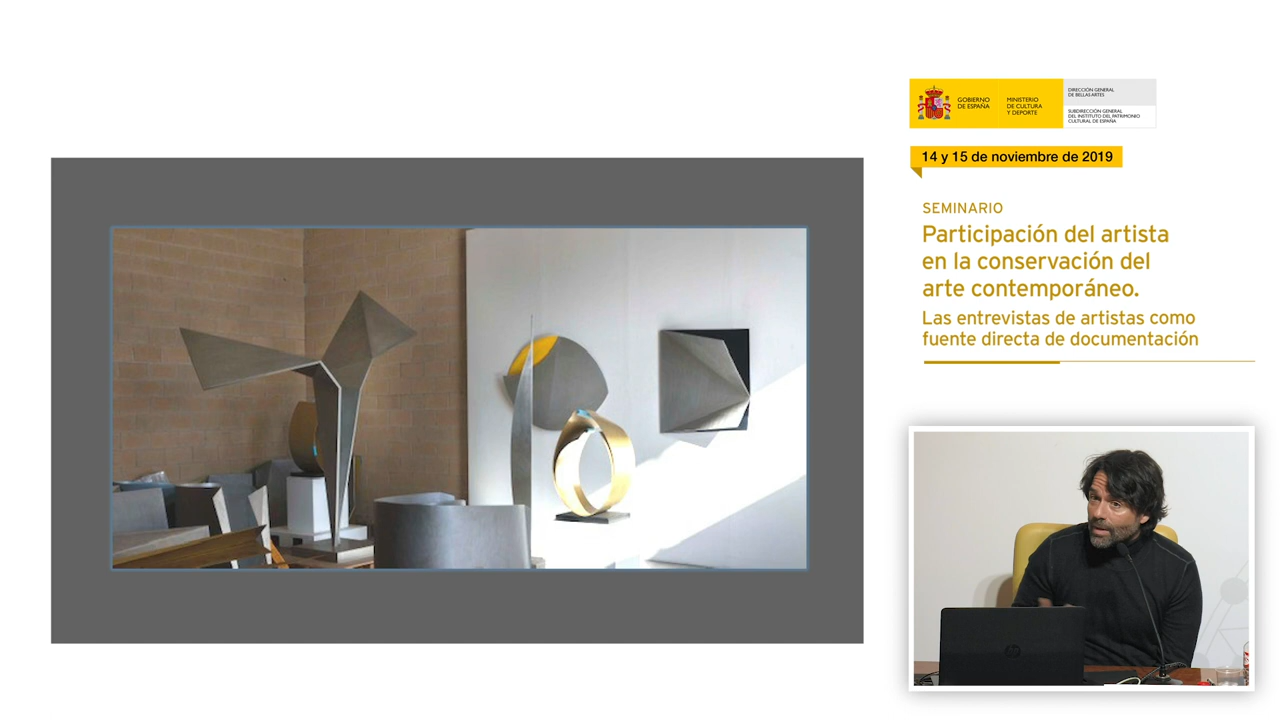 GOBIERNO
DE ESPAÑA
MINISTERIO
DE CULTURA
Y DEPORTE
DIRECCIÓN GENERAL
DE BELLAS ARTES
SUBDIRECCIÓN GENERAL
DEL INSTITUTO DEL PATRIMONIO
CULTURAL DE ESPAÑA
14 y 15 de noviembre de 2019
SEMINARIO
Participación del artista
en la conservación del
arte contemporáneo.
Las entrevistas de artistas como
fuente directa de documentación
hp